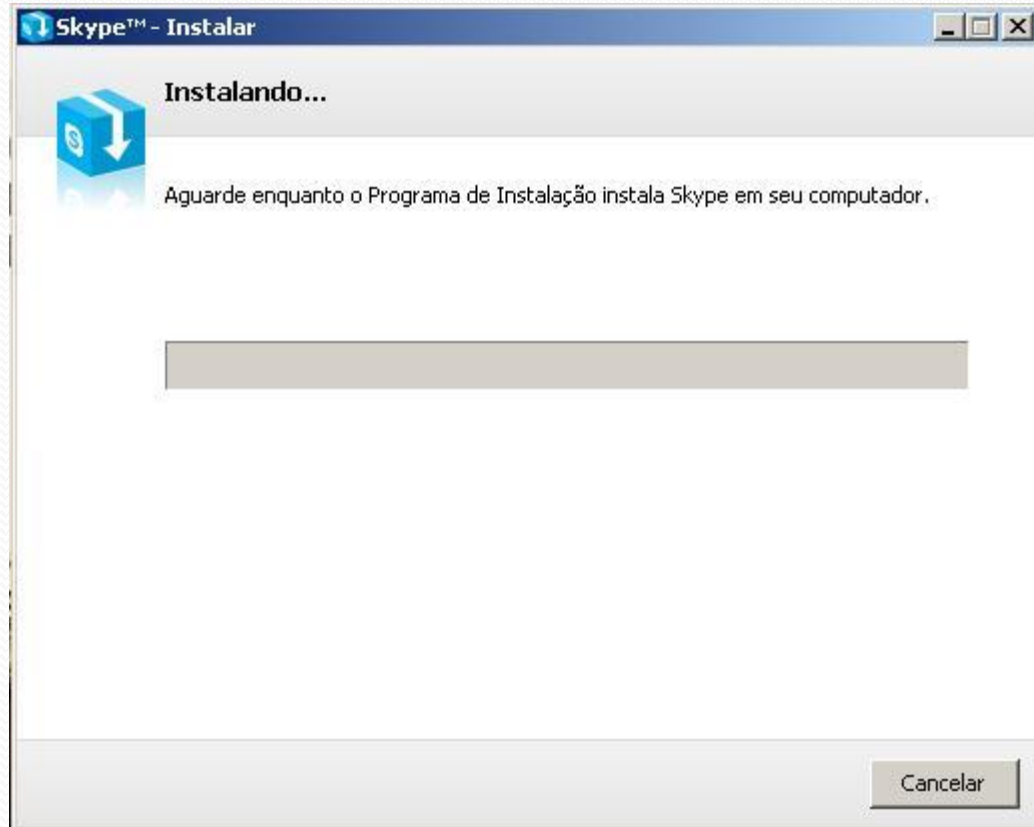 Skype™ - Instalar
Instalando...
S
Aguarde enquanto o Programa de Instalação instala Skype em seu computador.
Cancelar